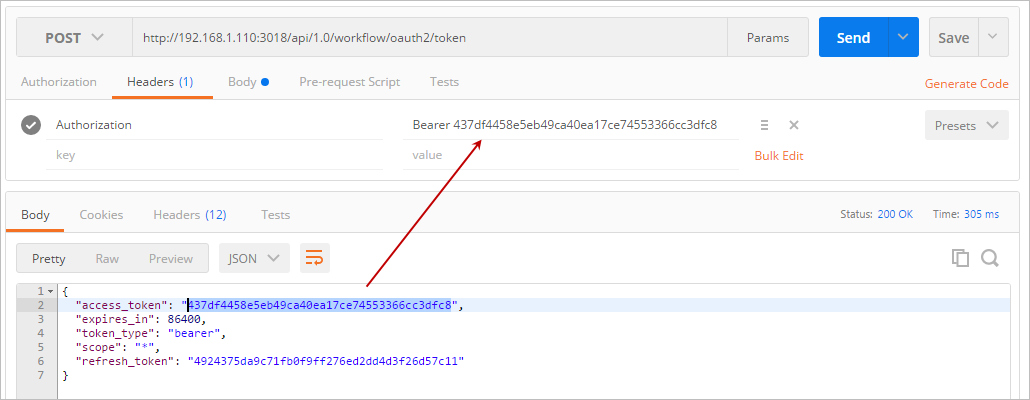 POST http://192.168.1.110:3018/api/1.0/workflow/oauth2/token Params Send Save
Authorization Headers (1) Body Pre-request Script Tests Generate Code
Authorization Bearer 437df4458e5eb49ca40ea17ce74553366cc3dfc8 Presets
key value Bulk Edit
Body Cookies Headers (12) Tests Status: 200 OK Time: 305 ms
Pretty Raw Preview JSON
1 {
2 "access_token": "437df4458e5eb49ca40ea17ce74553366cc3dfc8",
3 "expires_in": 86400,
4 "token_type": "bearer",
5 "scope": "*",
6 "refresh_token": "4924375da9c71fb0f9ff276ed2dd4d3f26d57c11"
7 }